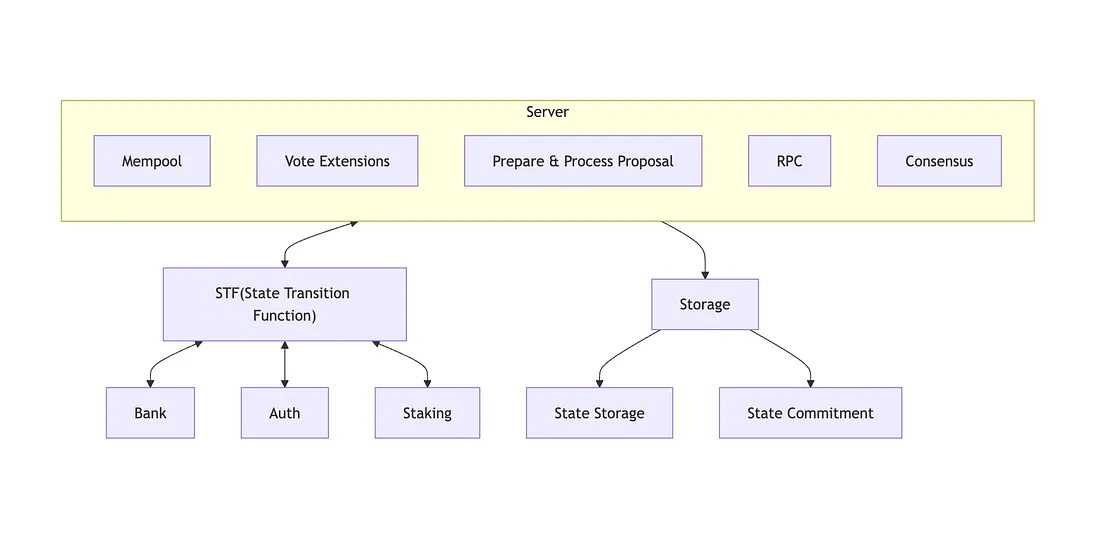 Server
Mempool
Vote Extensions
Prepare & Process Proposal
RPC
Consensus
STF(State Transition
Function)
Storage
Bank
Auth
Staking
State Storage
State Commitment